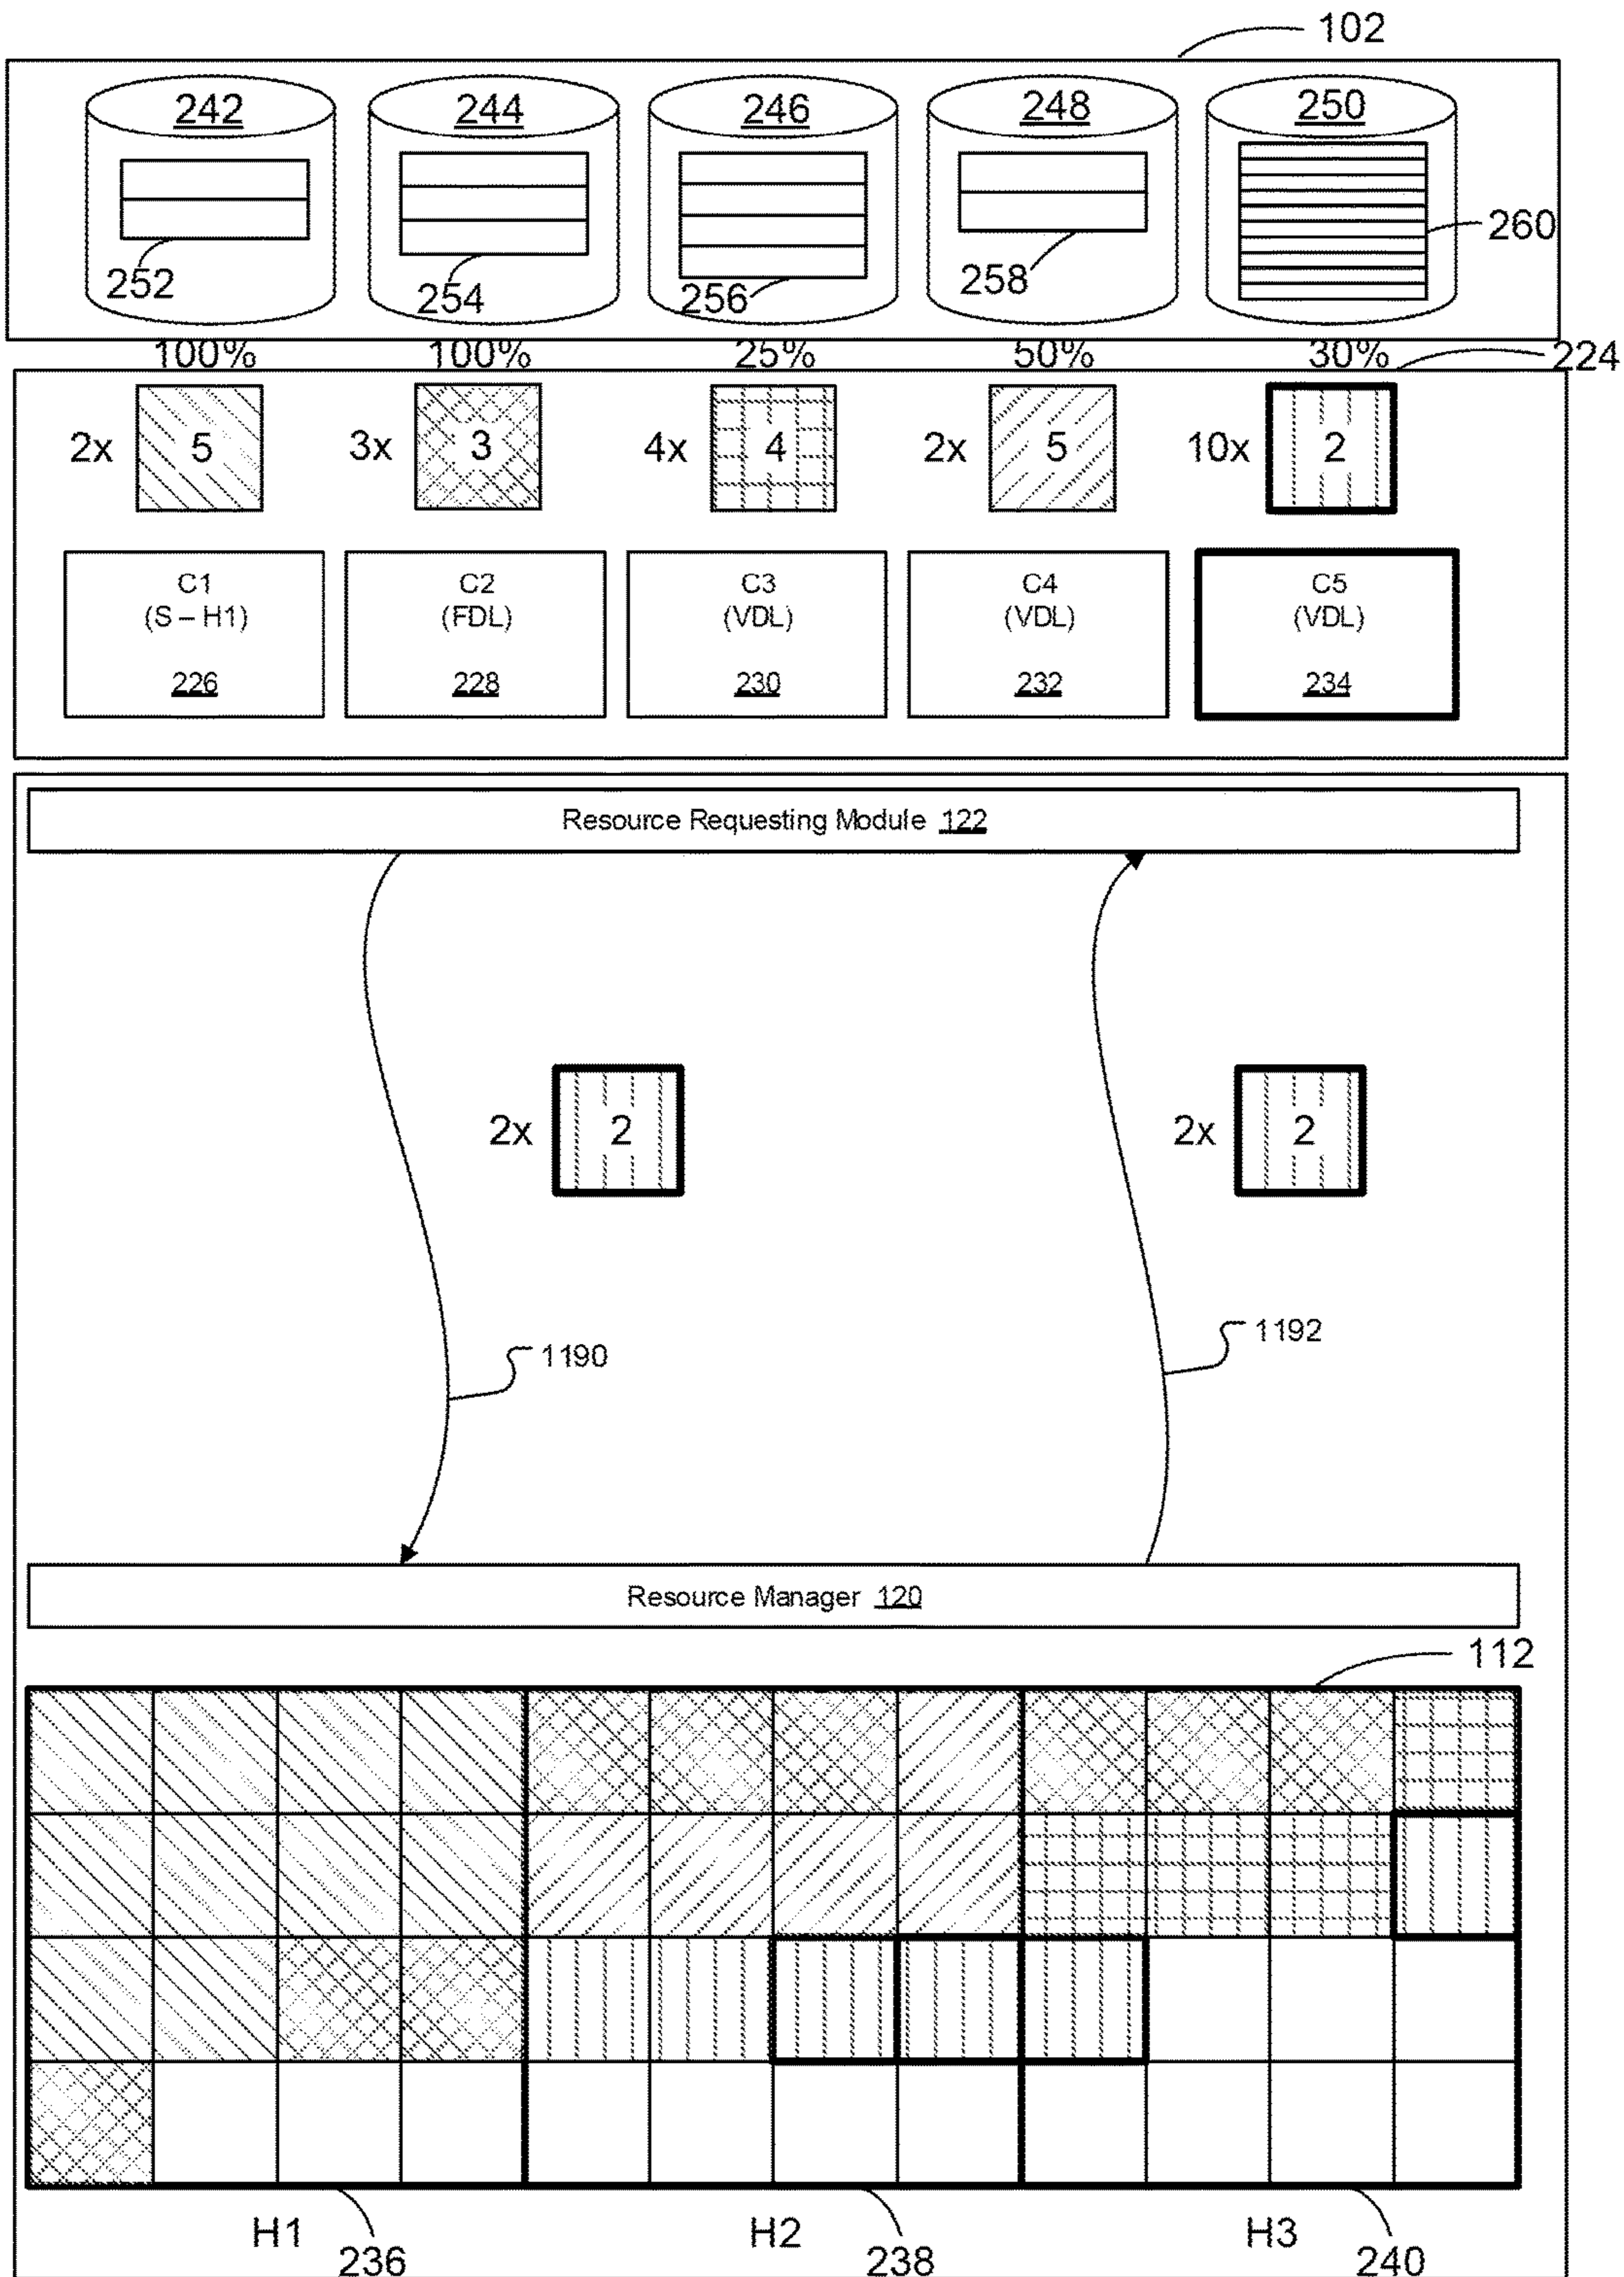 102
242 244 246 248 250
252 254 256 258 260
100% 100% 25% 50% 30% 224
2x 5 3x 3 4x 4 2x 5 10x 2
C1 C2 C3 C4 C5
(S – H1) (FDL) (VDL) (VDL) (VDL)
226 228 230 232 234
Resource Requesting Module 122
2x 2 2x 2
1190 1192
Resource Manager 120
112
H1 H2 H3
236 238 240